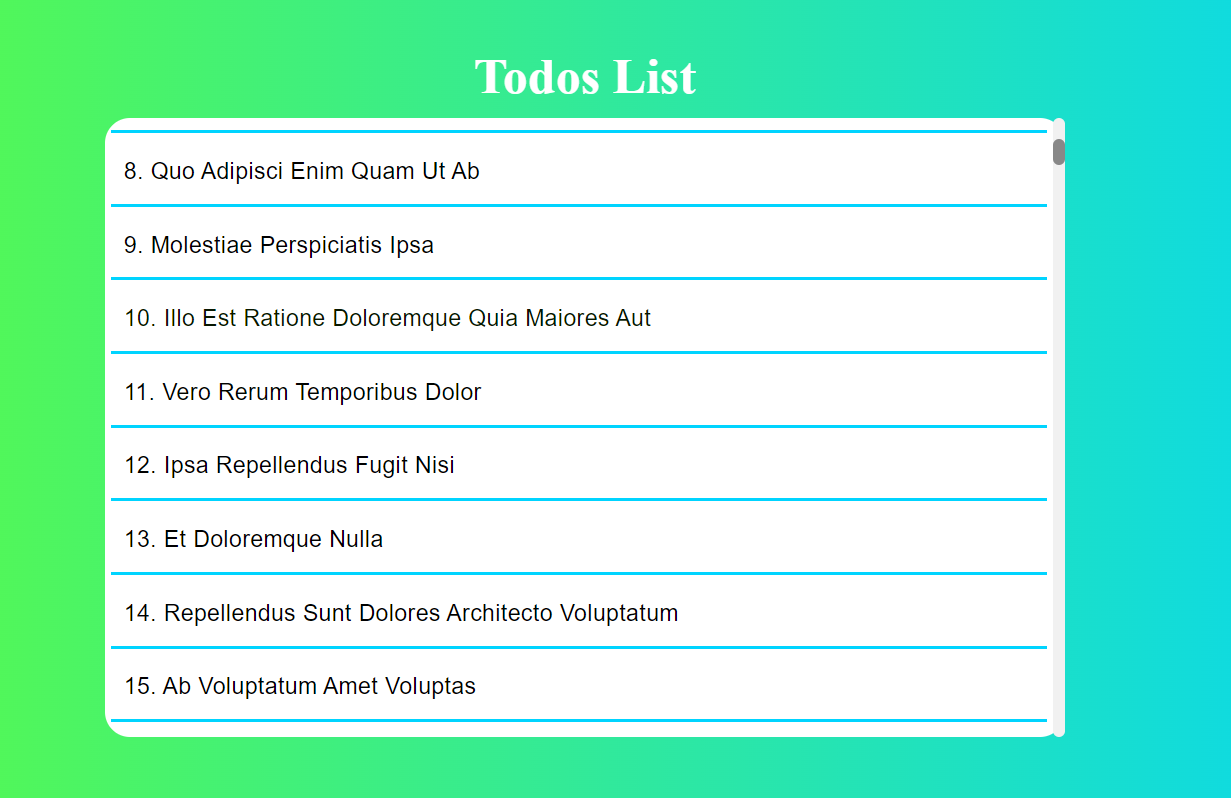 Todos List
8. Quo Adipisci Enim Quam Ut Ab
9. Molestiae Perspiciatis Ipsa
10. Illo Est Ratione Doloremque Quia Maiores Aut
11. Vero Rerum Temporibus Dolor
12. Ipsa Repellendus Fugit Nisi
13. Et Doloremque Nulla
14. Repellendus Sunt Dolores Architecto Voluptatum
15. Ab Voluptatum Amet Voluptas